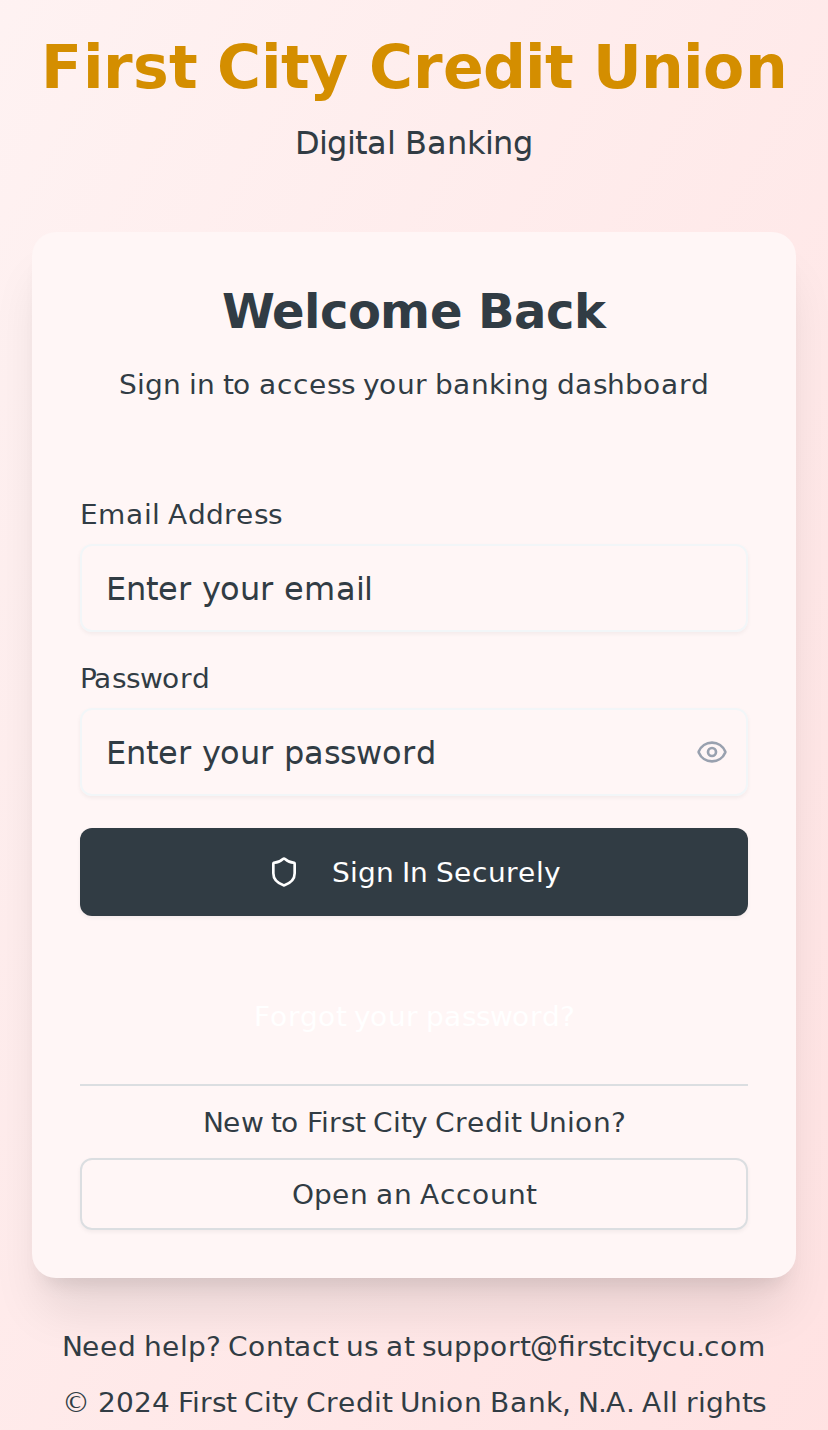 First City Credit Union
Digital Banking
Welcome Back
Sign in to access your banking dashboard
Email Address
Enter your email
Password
Enter your password
Sign In Securely
Forgot your password?
New to First City Credit Union?
Open an Account
Need help? Contact us at support@firstcitycu.com
© 2024 First City Credit Union Bank, N.A. All rights